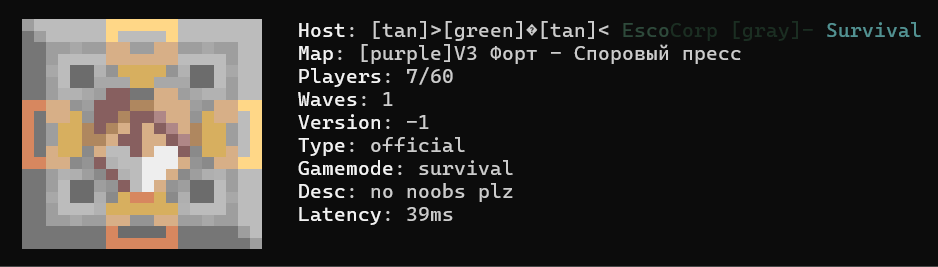 Host: [tan]>[green]�[tan]< EscoCorp [gray]- Survival
Map: [purple]V3 Форт - Споровый пресс
Players: 7/60
Waves: 1
Version: -1
Type: official
Gamemode: survival
Desc: no noobs plz
Latency: 39ms